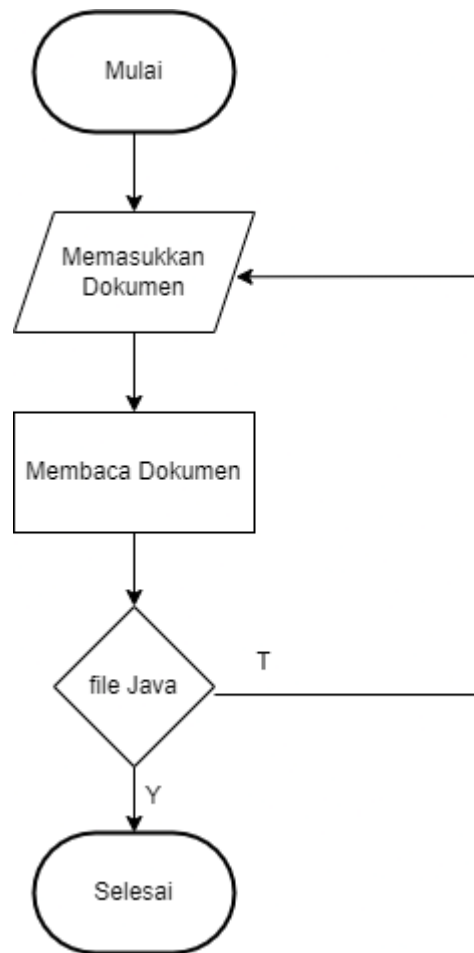 Mulai
Memasukkan
Dokumen
Membaca Dokumen
file Java
T
Y
Selesai